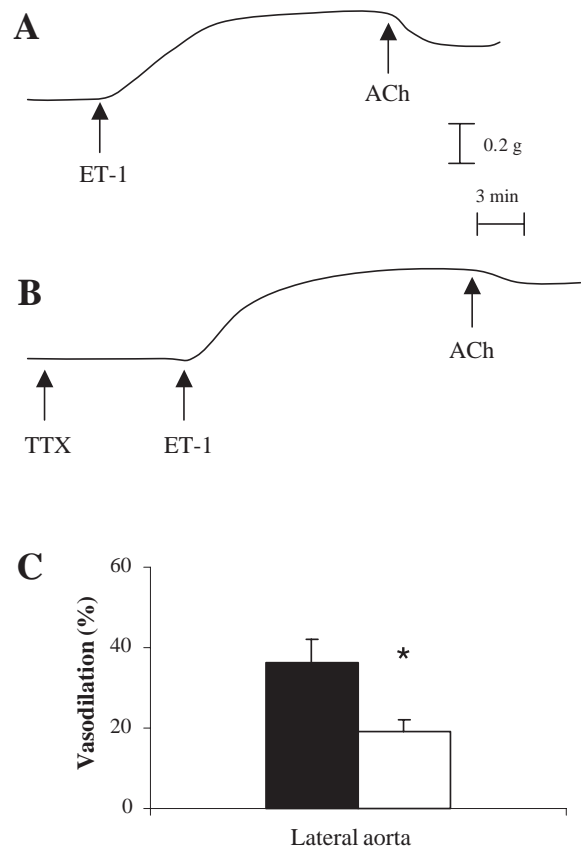 A
ACh
ET-1
0.2 g
3 min
B
ACh
TTX
ET-1
C
60
40
20
0
Vasodilation (%)
*
Lateral aorta